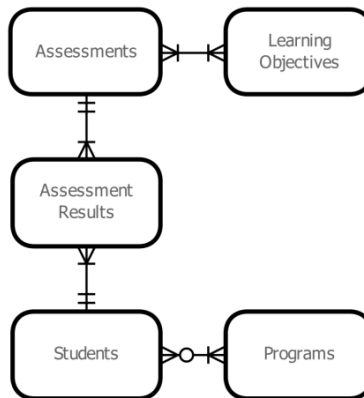 Assessments
Learning
Objectives
Assessment
Results
Students
Programs